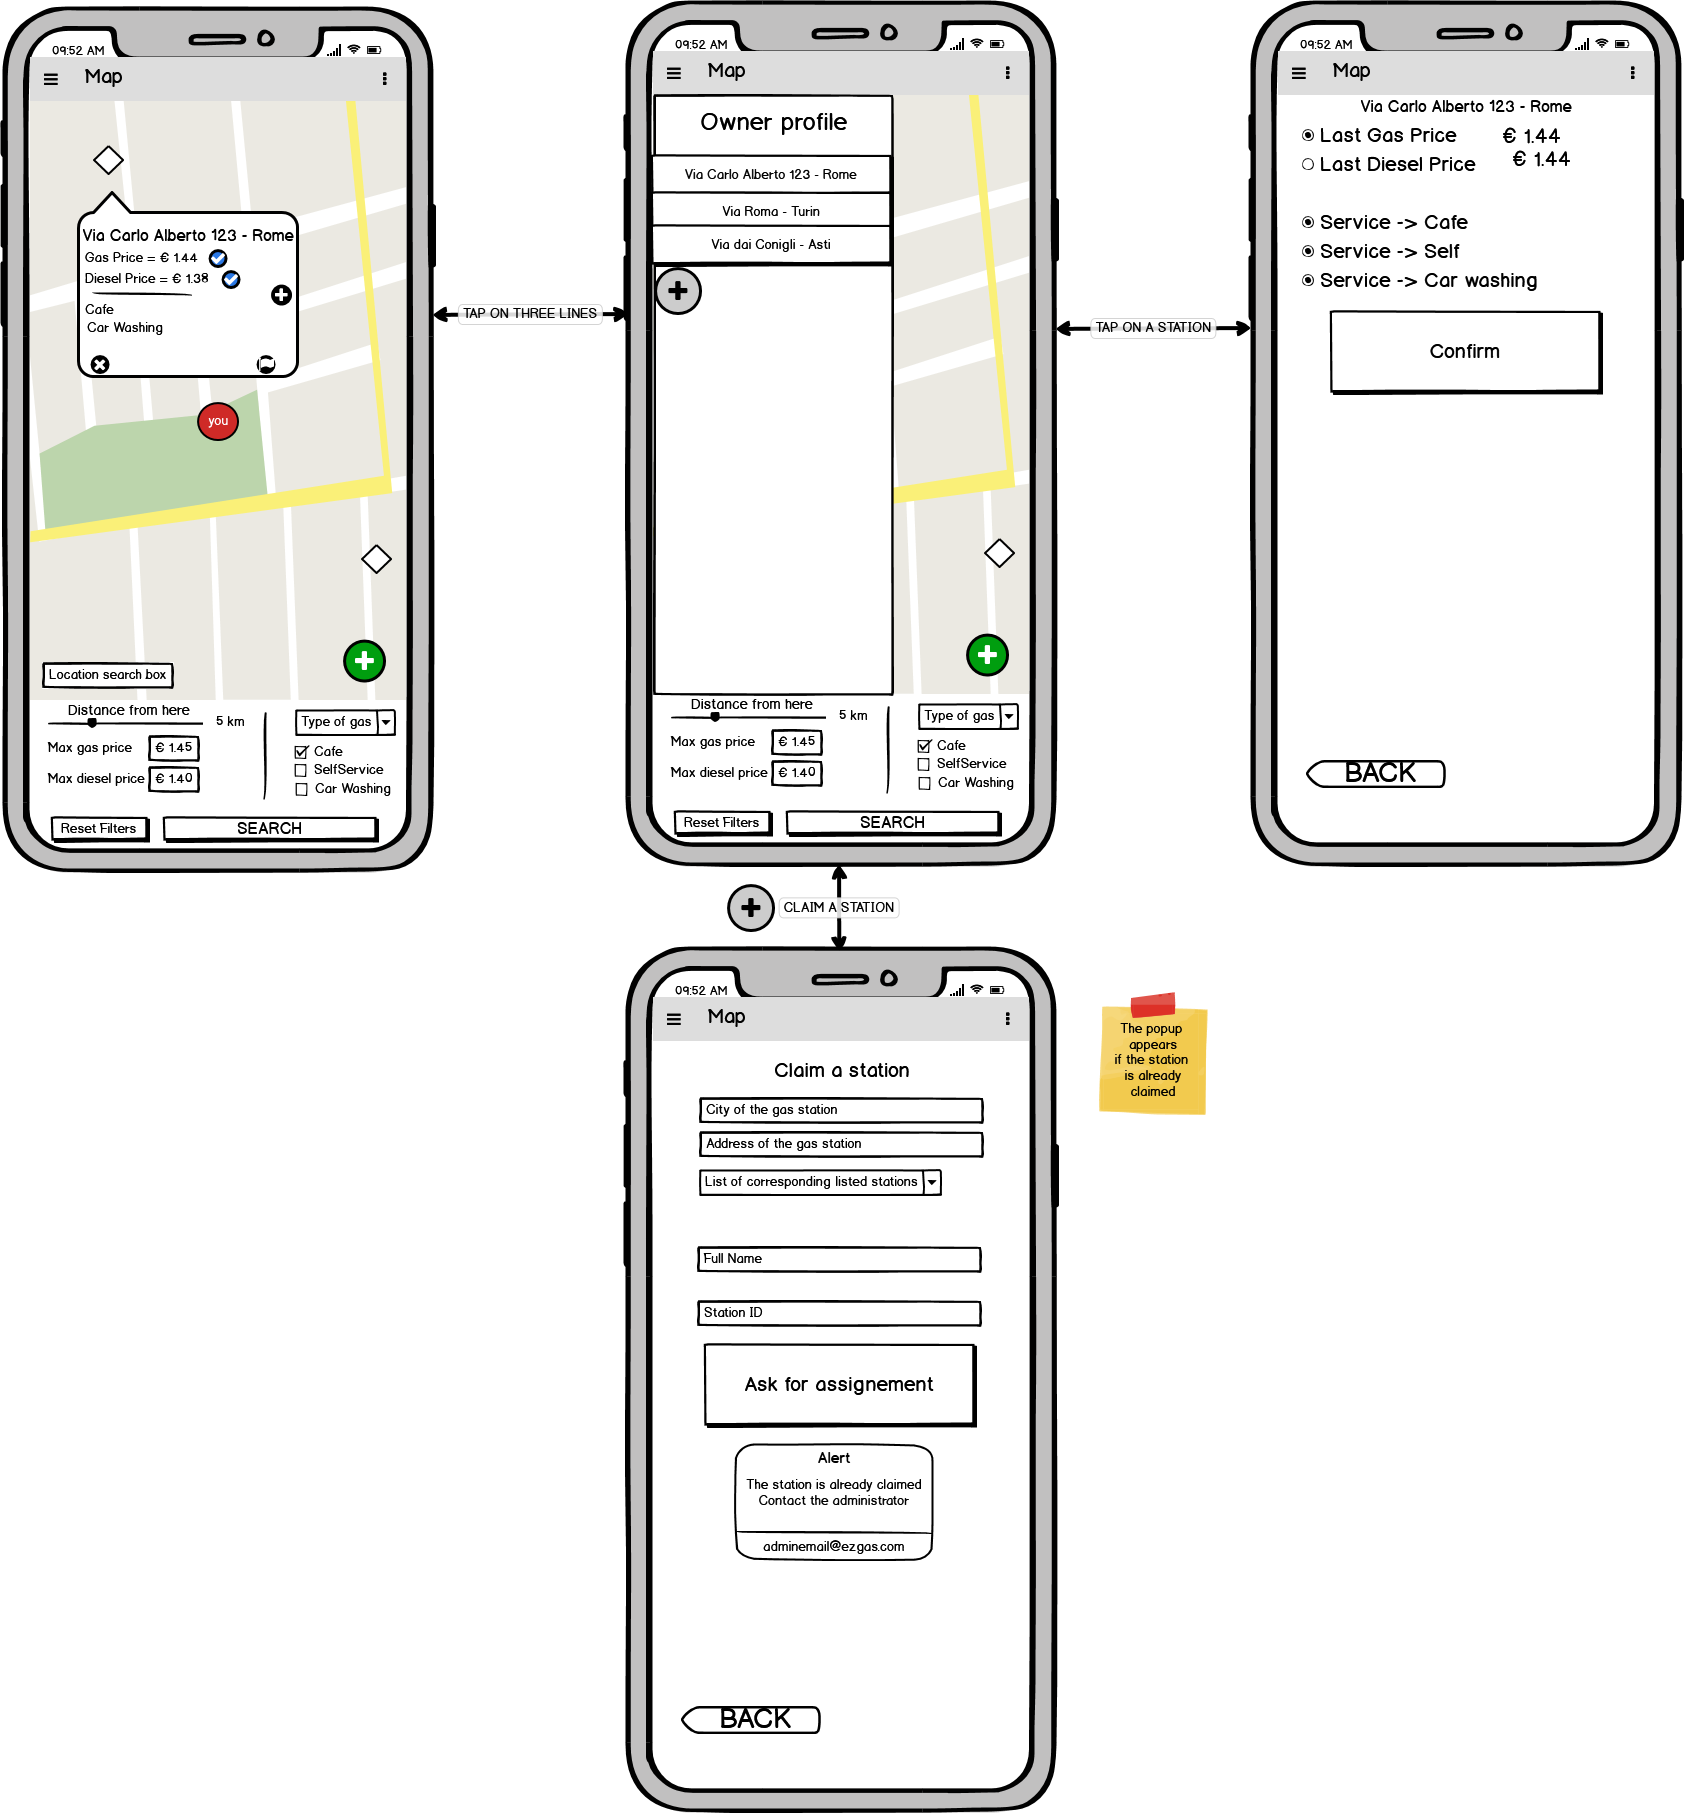 09:52 AM
Map
Via Carlo Alberto 123 - Rome
Gas Price = € 1.44
Diesel Price = € 1.38
Cafe
Car Washing
you
Location search box
Distance from here
5 km
Max gas price
€ 1.45
Max diesel price
€ 1.40
Type of gas
Cafe
SelfService
Car Washing
Reset Filters
SEARCH
TAP ON THREE LINES
09:52 AM
Map
Owner profile
Via Carlo Alberto 123 - Rome
Via Roma - Turin
Via dai Conigli - Asti
Distance from here
5 km
Max gas price
€ 1.45
Max diesel price
€ 1.40
Type of gas
Cafe
SelfService
Car Washing
Reset Filters
SEARCH
TAP ON A STATION
09:52 AM
Map
Via Carlo Alberto 123 - Rome
Last Gas Price € 1.44
Last Diesel Price € 1.44
Service -> Cafe
Service -> Self
Service -> Car washing
Confirm
BACK
CLAIM A STATION
09:52 AM
Map
Claim a station
City of the gas station
Address of the gas station
List of corresponding listed stations
Full Name
Station ID
Ask for assignement
Alert
The station is already claimed
Contact the administrator
adminemail@ezgas.com
BACK
The popup
appears
if the station
is already
claimed